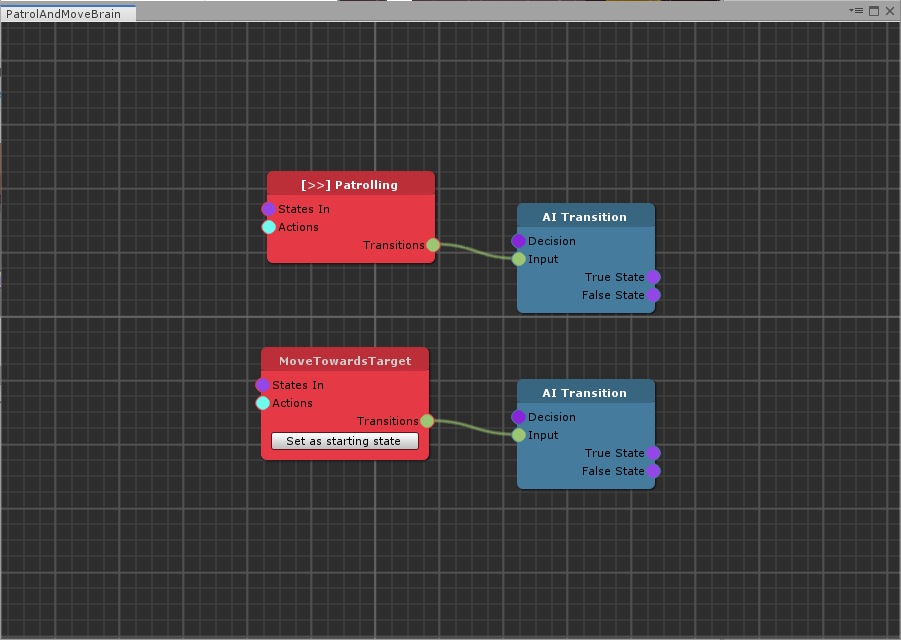 PatrolAndMoveBrain
[>>] Patrolling
States In
Actions
Transitions
AI Transition
Decision
Input
True State
False State
MoveTowardsTarget
States In
Actions
Transitions
Set as starting state
AI Transition
Decision
Input
True State
False State